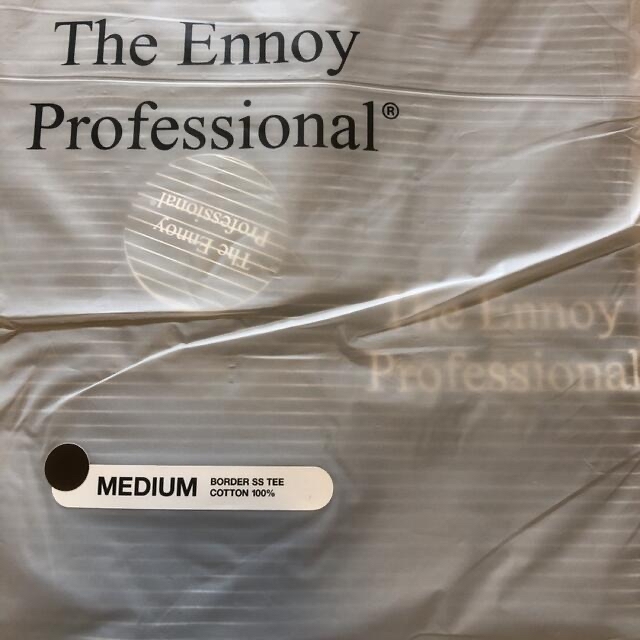 The Ennoy
Professional®
The Ennoy
Professional®
The Ennoy
Professional
MEDIUM
BORDER SS TEE
COTTON 100%